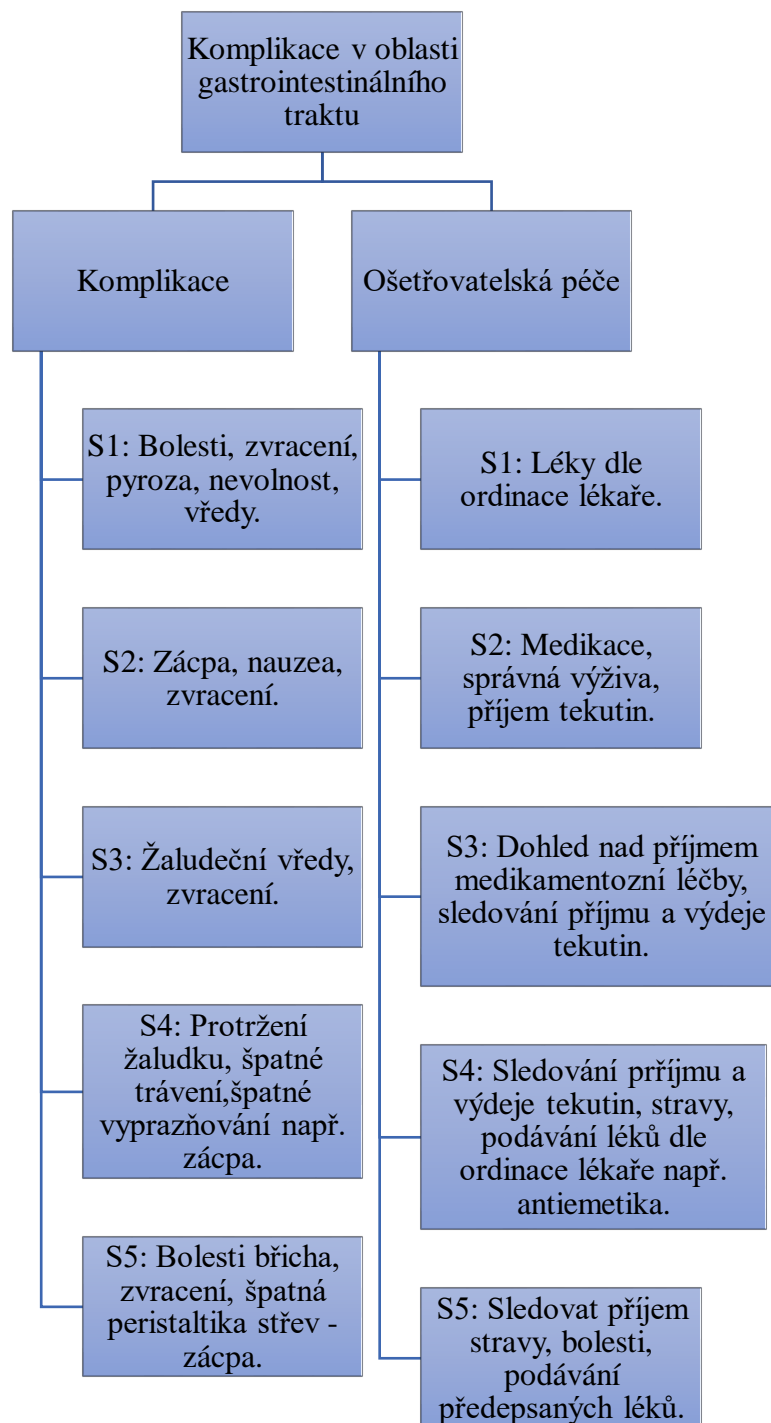 Komplikace v oblasti
gastrointestinálního
traktu
Komplikace
Ošetřovatelská péče
S1: Bolesti, zvracení,
pyroza, nevolnost,
vředy.
S2: Zácpa, nauzea,
zvracení.
S3: Žaludeční vředy,
zvracení.
S4: Protržení
žaludku, špatné
trávení,špatné
vyprazňování např.
zácpa.
S5: Bolesti břicha,
zvracení, špatná
peristaltika střev -
zácpa.
S1: Léky dle
ordinace lékaře.
S2: Medikace,
správná výživa,
příjem tekutin.
S3: Dohled nad příjmem
medikamentozní léčby,
sledování příjmu a výdeje
tekutin.
S4: Sledování prříjmu a
výdeje tekutin, stravy,
podávání léků dle
ordinace lékaře např.
antiemetika.
S5: Sledovat příjem
stravy, bolesti,
podávání
předepsaných léků.